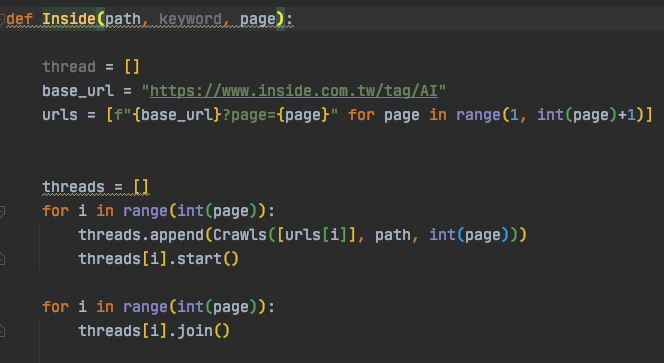 def Inside(path, keyword, page):
thread = []
base_url = "https://www.inside.com.tw/tag/AI"
urls = [f"{base_url}?page={page}" for page in range(1, int(page)+1)]
threads = []
for i in range(int(page)):
threads.append(Crawls([urls[i]], path, int(page)))
threads[i].start()
for i in range(int(page)):
threads[i].join()